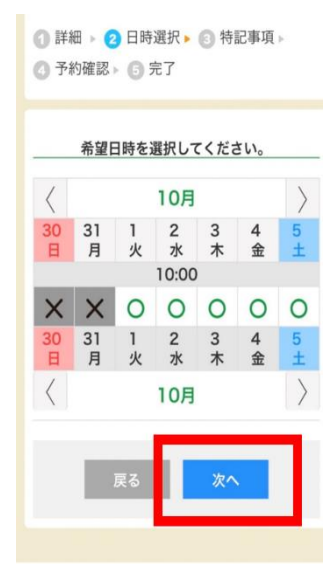 1 詳細 ▶ 2 日時選択 ▶ 3 特記事項 ▶
4 予約確認 ▶ 5 完了
希望日時を選択してください。
〈 10月 〉
30 31 1 2 3 4 5
日 月 火 水 木 金 土
10:00
× × ○ ○ ○ ○ ○
30 31 1 2 3 4 5
日 月 火 水 木 金 土
〈 10月 〉
戻る 次へ